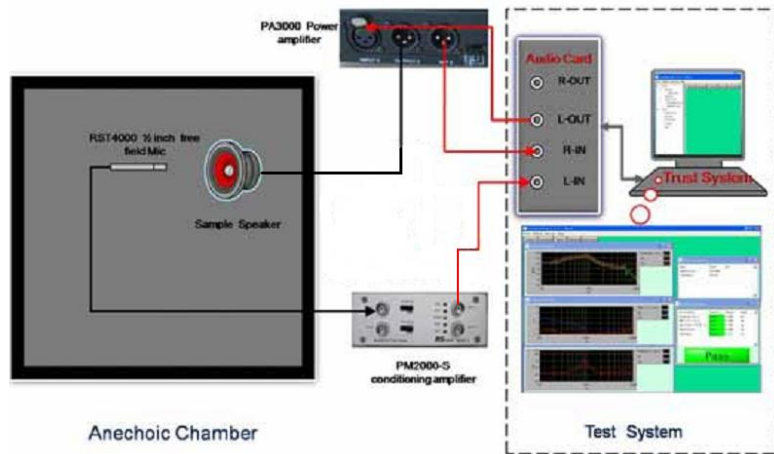 PA3000 Power
amplifier
Audio Card
R-OUT
L-OUT
R-IN
L-IN
Trust System
RST4000 ½ inch free
field Mic
Sample Speaker
PM2000-S
conditioning amplifier
Pass
Anechoic Chamber
Test System